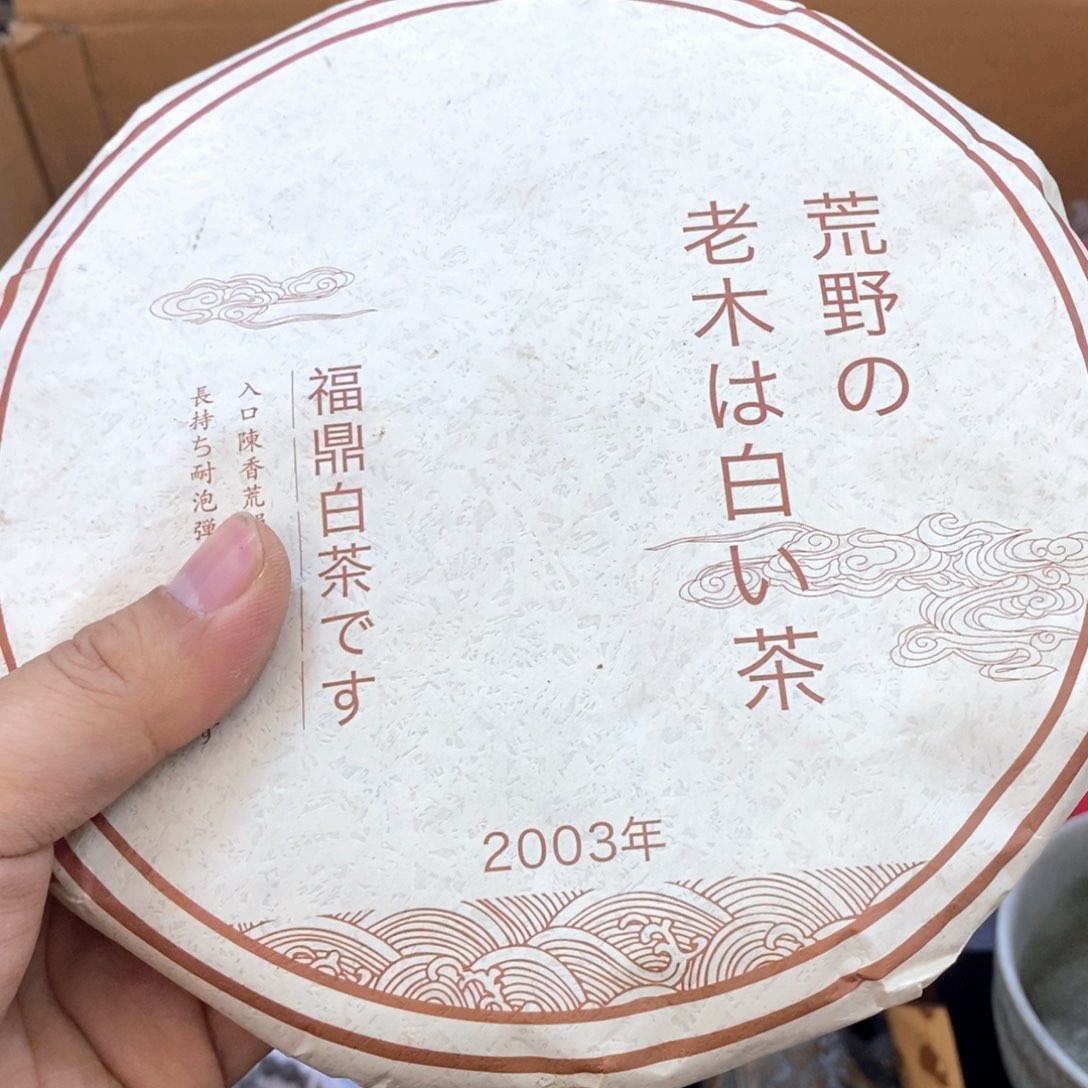 荒野の
老木は白い茶
福鼎白茶です
入口陳香荒
長持ち耐泡弾
す
2003年